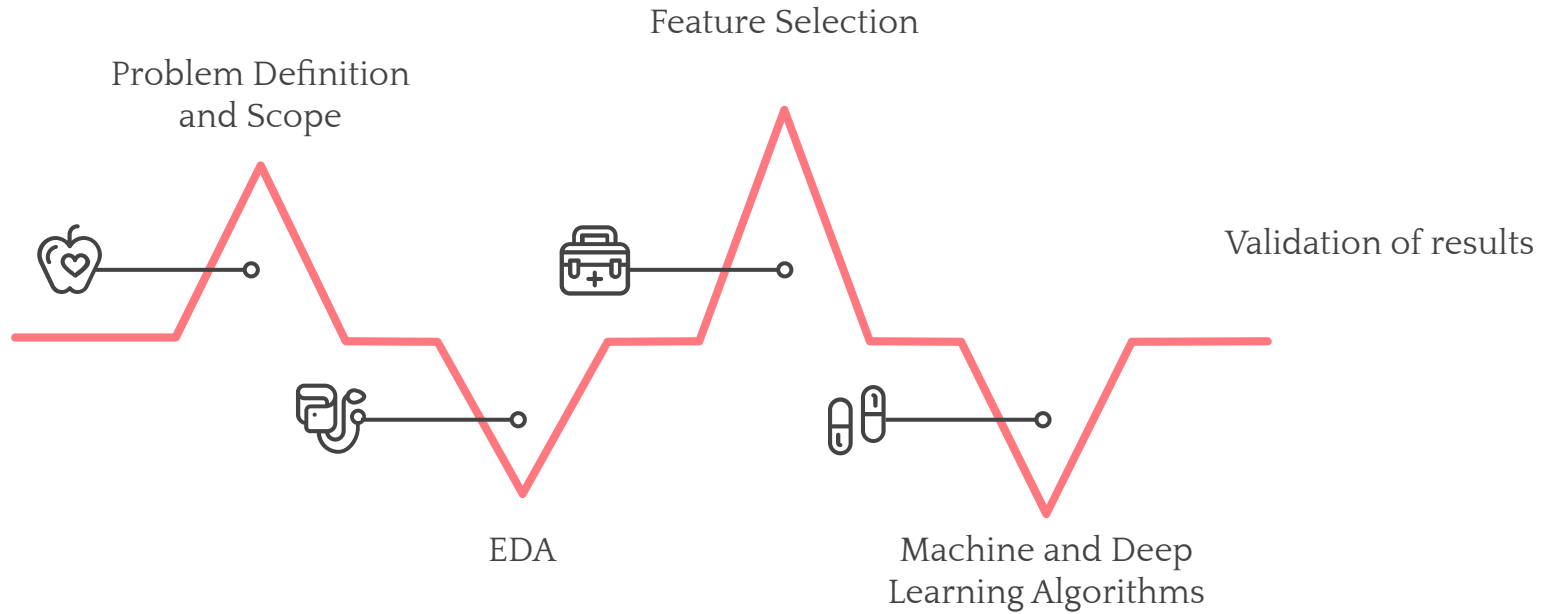 Problem Definition
and Scope
EDA
Feature Selection
Machine and Deep
Learning Algorithms
Validation of results